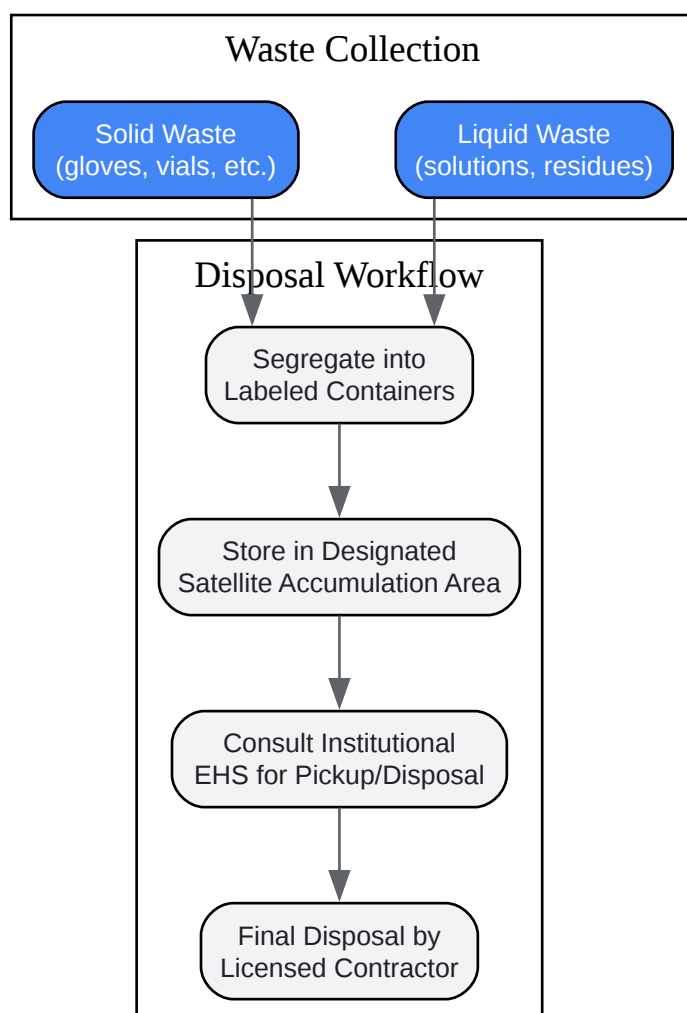 Waste Collection
Solid Waste
(gloves, vials, etc.)
Liquid Waste
(solutions, residues)
Disposal Workflow
Segregate into
Labeled Containers
Store in Designated
Satellite Accumulation Area
Consult Institutional
EHS for Pickup/Disposal
Final Disposal by
Licensed Contractor